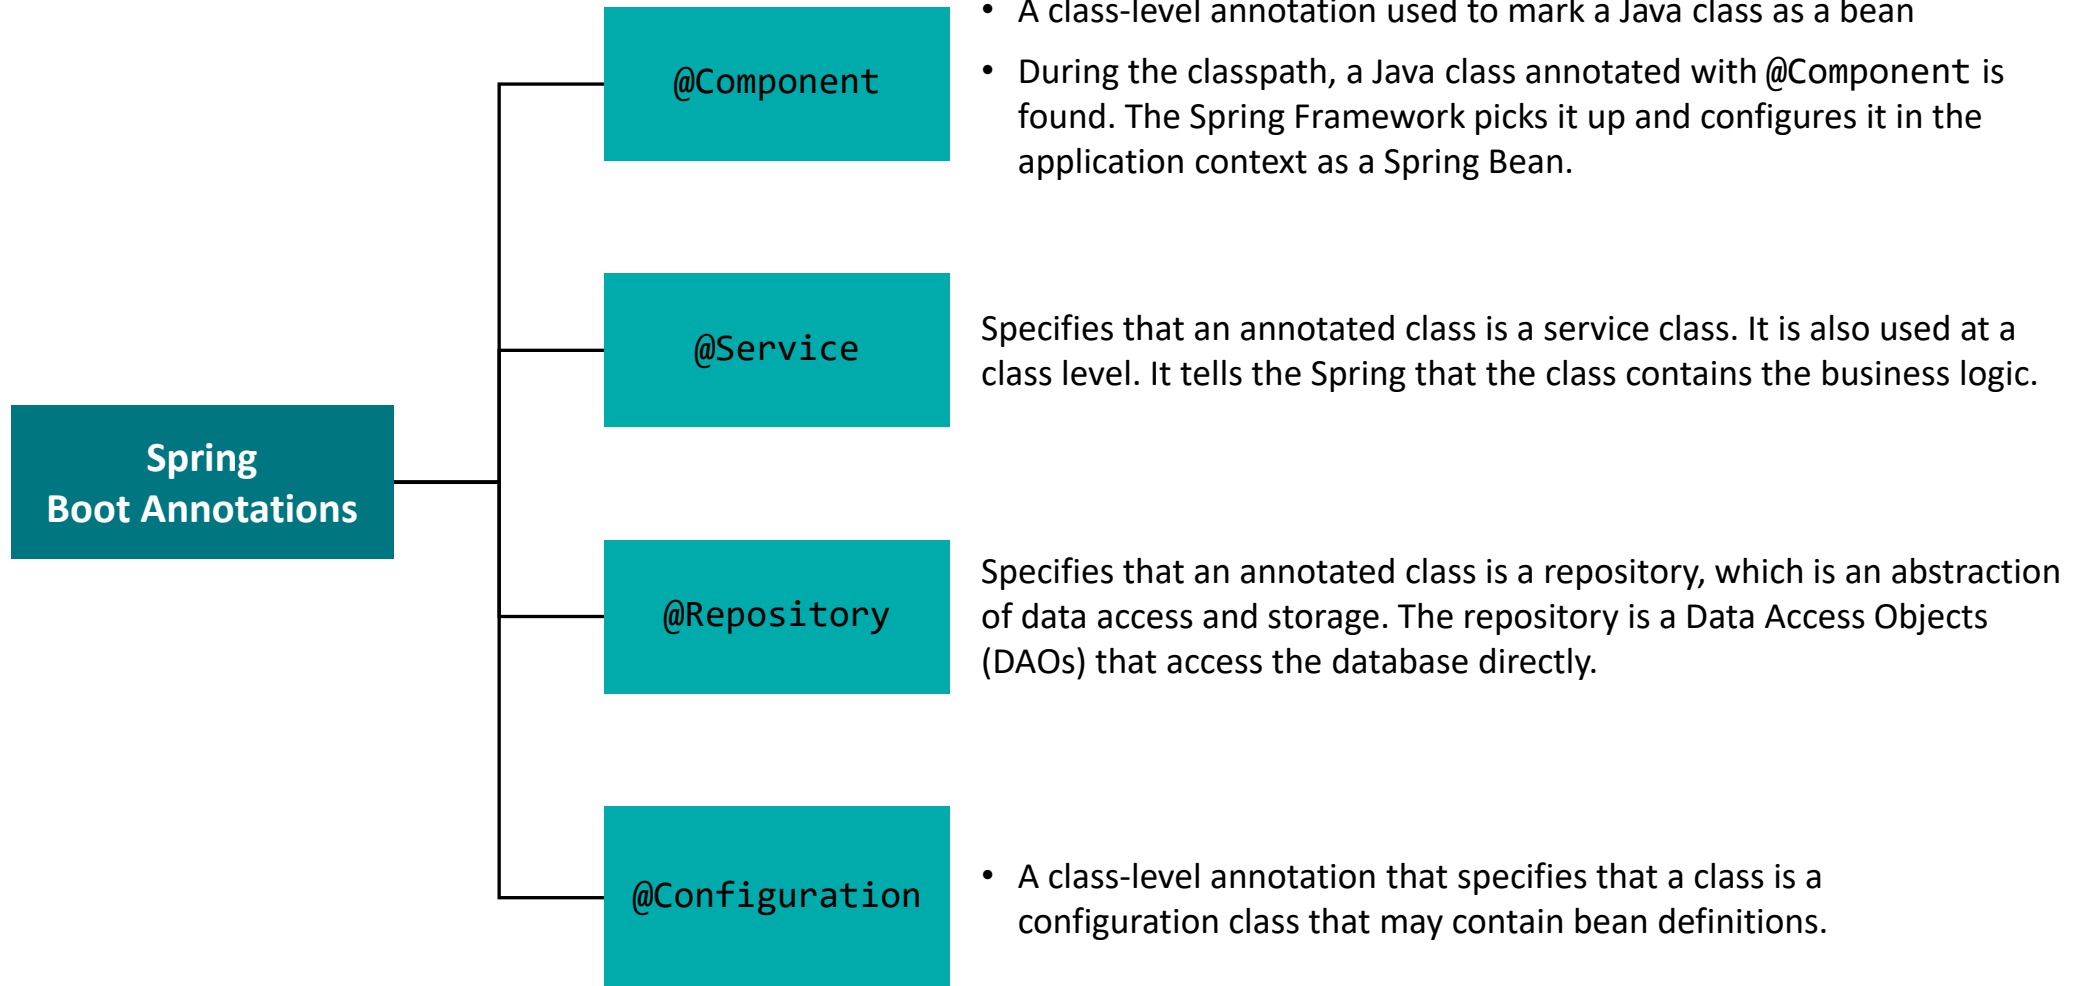 • A class-level annotation used to mark a Java class as a bean
@Component
• During the classpath, a Java class annotated with @Component is
found. The Spring Framework picks it up and configures it in the
application context as a Spring Bean.
@Service
Specifies that an annotated class is a service class. It is also used at a
class level. It tells the Spring that the class contains the business logic.
Spring
Boot Annotations
@Repository
Specifies that an annotated class is a repository, which is an abstraction
of data access and storage. The repository is a Data Access Objects
(DAOs) that access the database directly.
@Configuration
• A class-level annotation that specifies that a class is a
configuration class that may contain bean definitions.